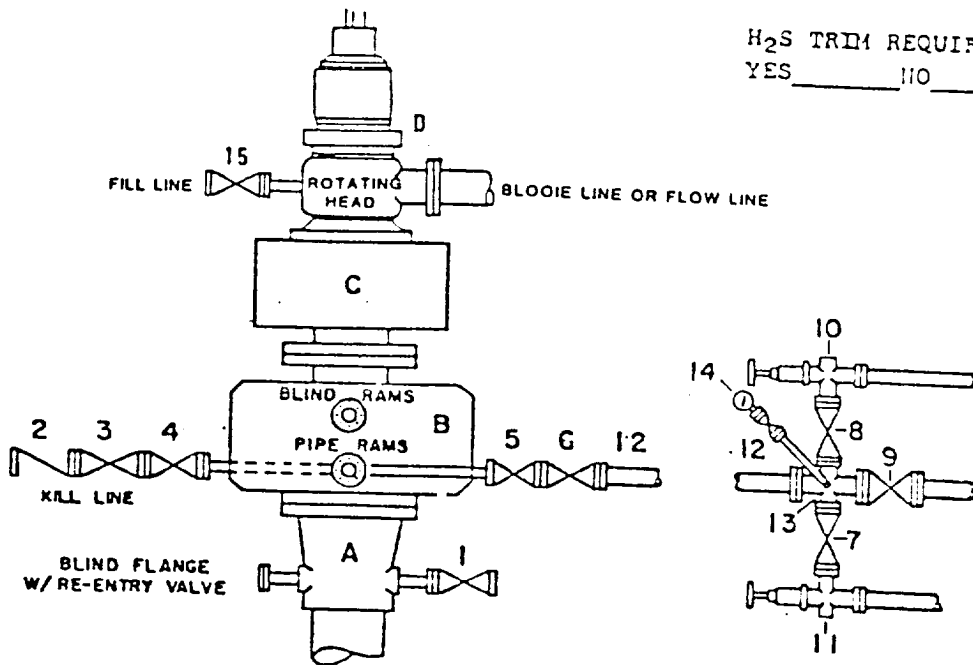 H2S TRIM
YES NO
D
15
FILL LINE
ROTATING
HEAD
BLOOIE LINE OR FLOW LINE
C
10
14
BLIND RAMS
B
8
2 3 4
PIPE RAMS
5 6 12
12
9
KILL LINE
13
A
1
7
BLIND FLANGE
W/ RE-ENTRY VALVE
11